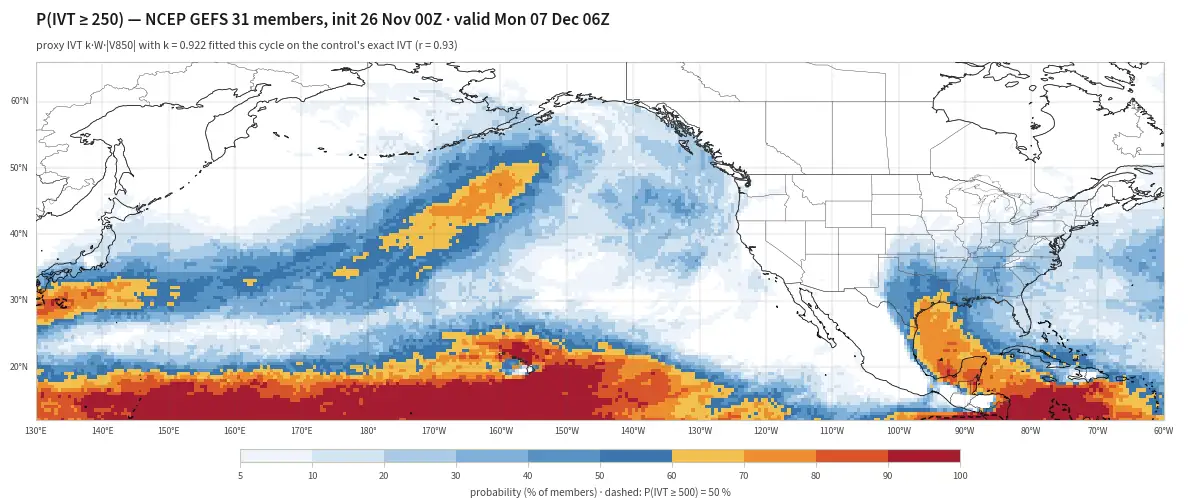 P(IVT ≥ 250) — NCEP GEFS 31 members, init 26 Nov 00Z · valid Mon 07 Dec 06Z
proxy IVT k·W·|V850| with k = 0.922 fitted this cycle on the control's exact IVT (r = 0.93)
60°N
50°N
40°N
30°N
20°N
130°E 140°E 150°E 160°E 170°E 180° 170°W 160°W 150°W 140°W 130°W 120°W 110°W 100°W 90°W 80°W 70°W 60°W
5 10 20 30 40 50 60 70 80 90 100
probability (% of members) · dashed: P(IVT ≥ 500) = 50 %